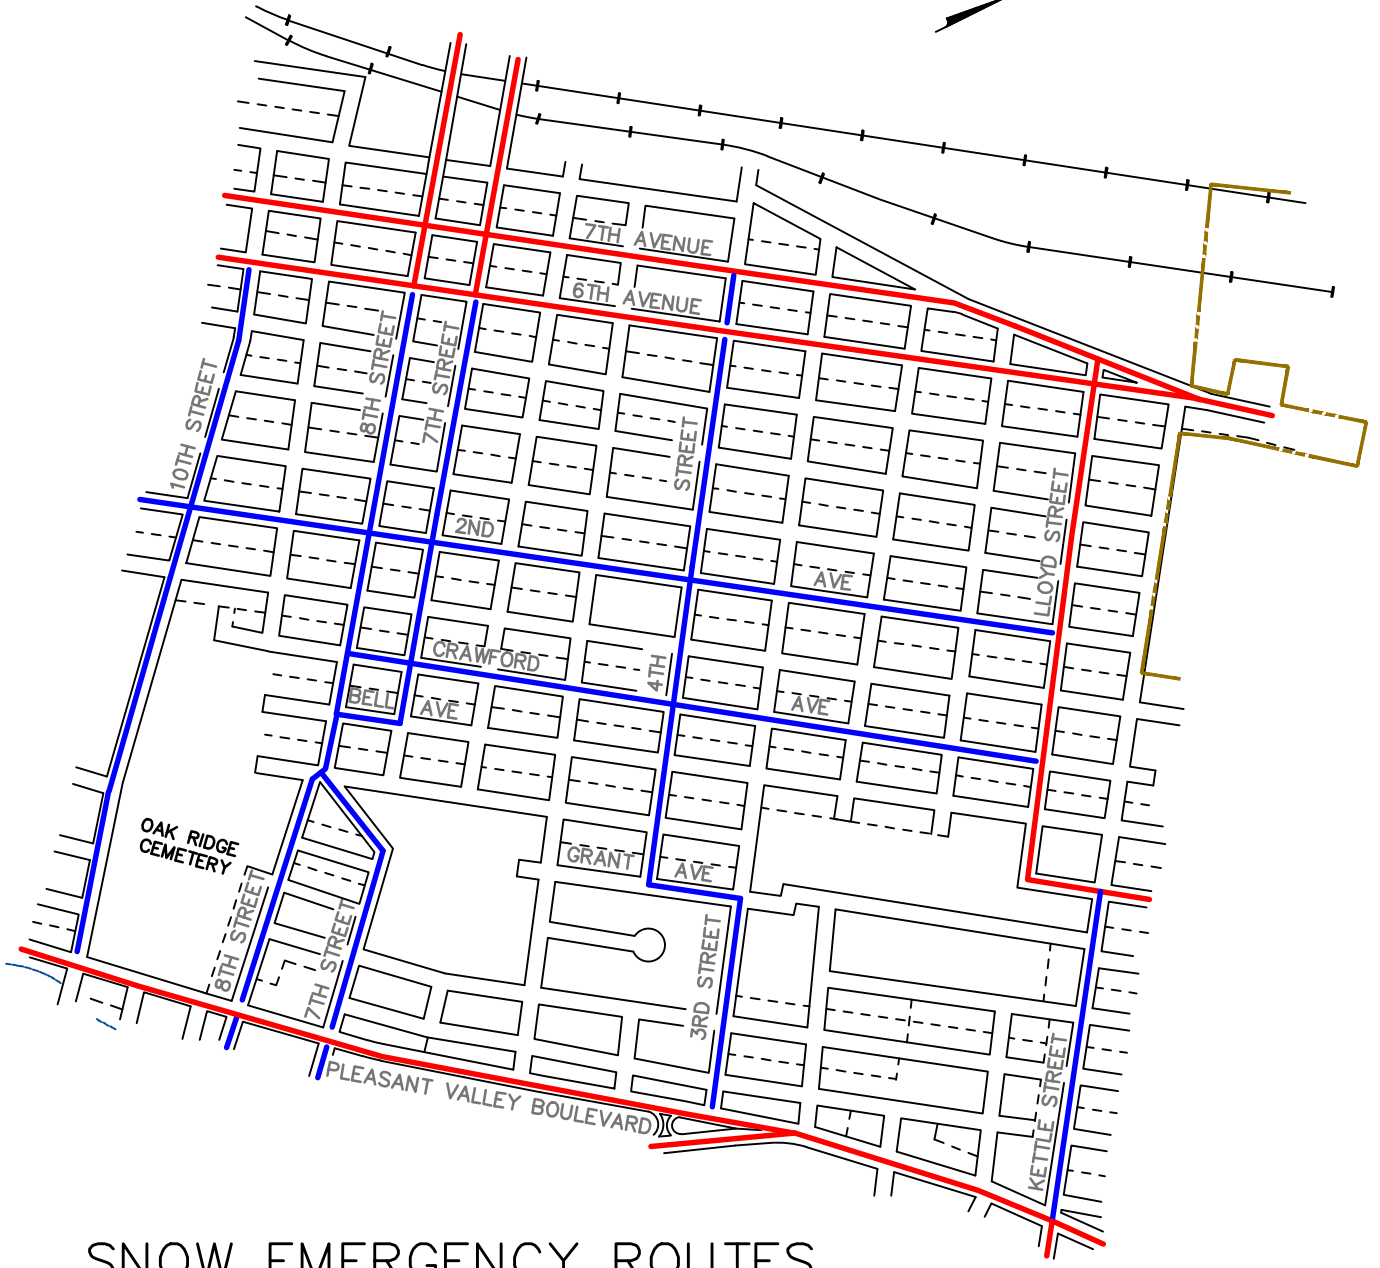 7TH AVENUE
6TH AVENUE
8TH STREET
7TH STREET
10TH STREET
STREET
2ND
AVE
LLOYD STREET
CRAWFORD
4TH
BELL
AVE
AVE
OAK RIDGE
CEMETERY
GRANT
AVE
8TH STREET
7TH STREET
3RD STREET
KETTLE STREET
PLEASANT VALLEY BOULEVARD
SNOW EMERGENCY ROUTES